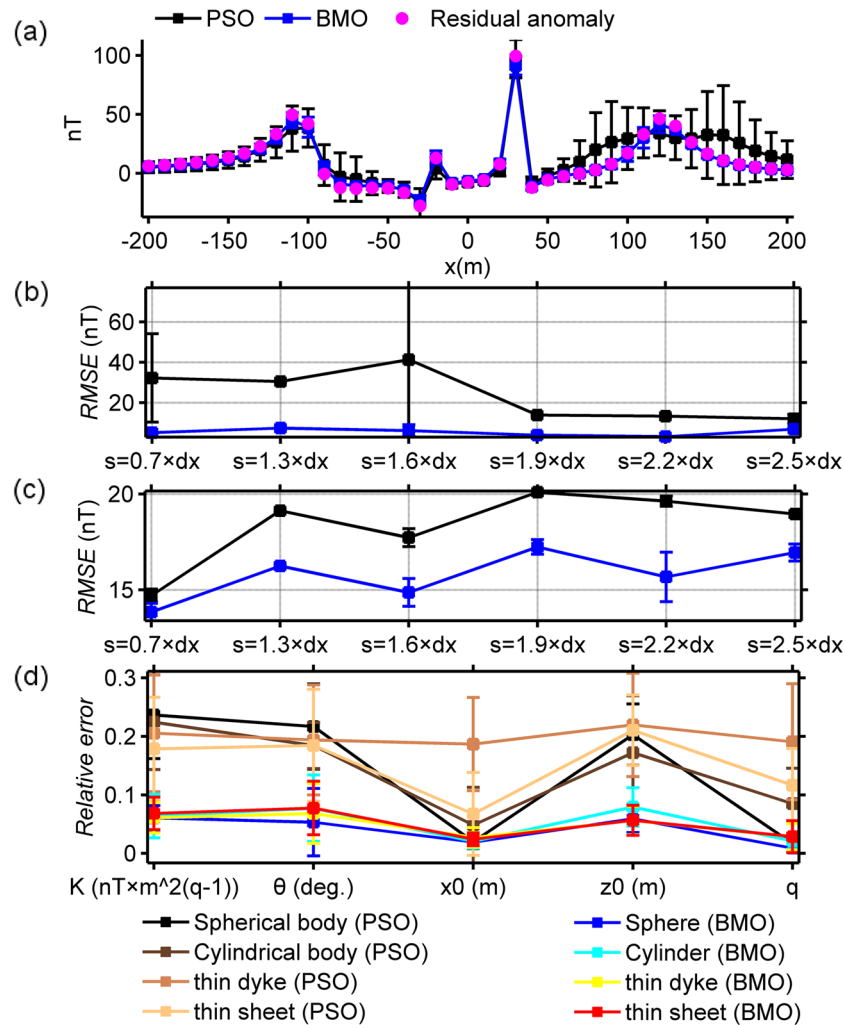 (a) PSO BMO Residual anomaly
100
50
0
nT
-200 -150 -100 -50 0 50 100 150 200
x(m)
(b)
60
40
20
RMSE (nT)
s=0.7×dx s=1.3×dx s=1.6×dx s=1.9×dx s=2.2×dx s=2.5×dx
(c)
20
15
RMSE (nT)
s=0.7×dx s=1.3×dx s=1.6×dx s=1.9×dx s=2.2×dx s=2.5×dx
(d)
0.3
0.2
0.1
0
Relative error
K (nT×m^2(q-1)) θ (deg.) x0 (m) z0 (m) q
Spherical body (PSO) Sphere (BMO)
Cylindrical body (PSO) Cylinder (BMO)
thin dyke (PSO) thin dyke (BMO)
thin sheet (PSO) thin sheet (BMO)